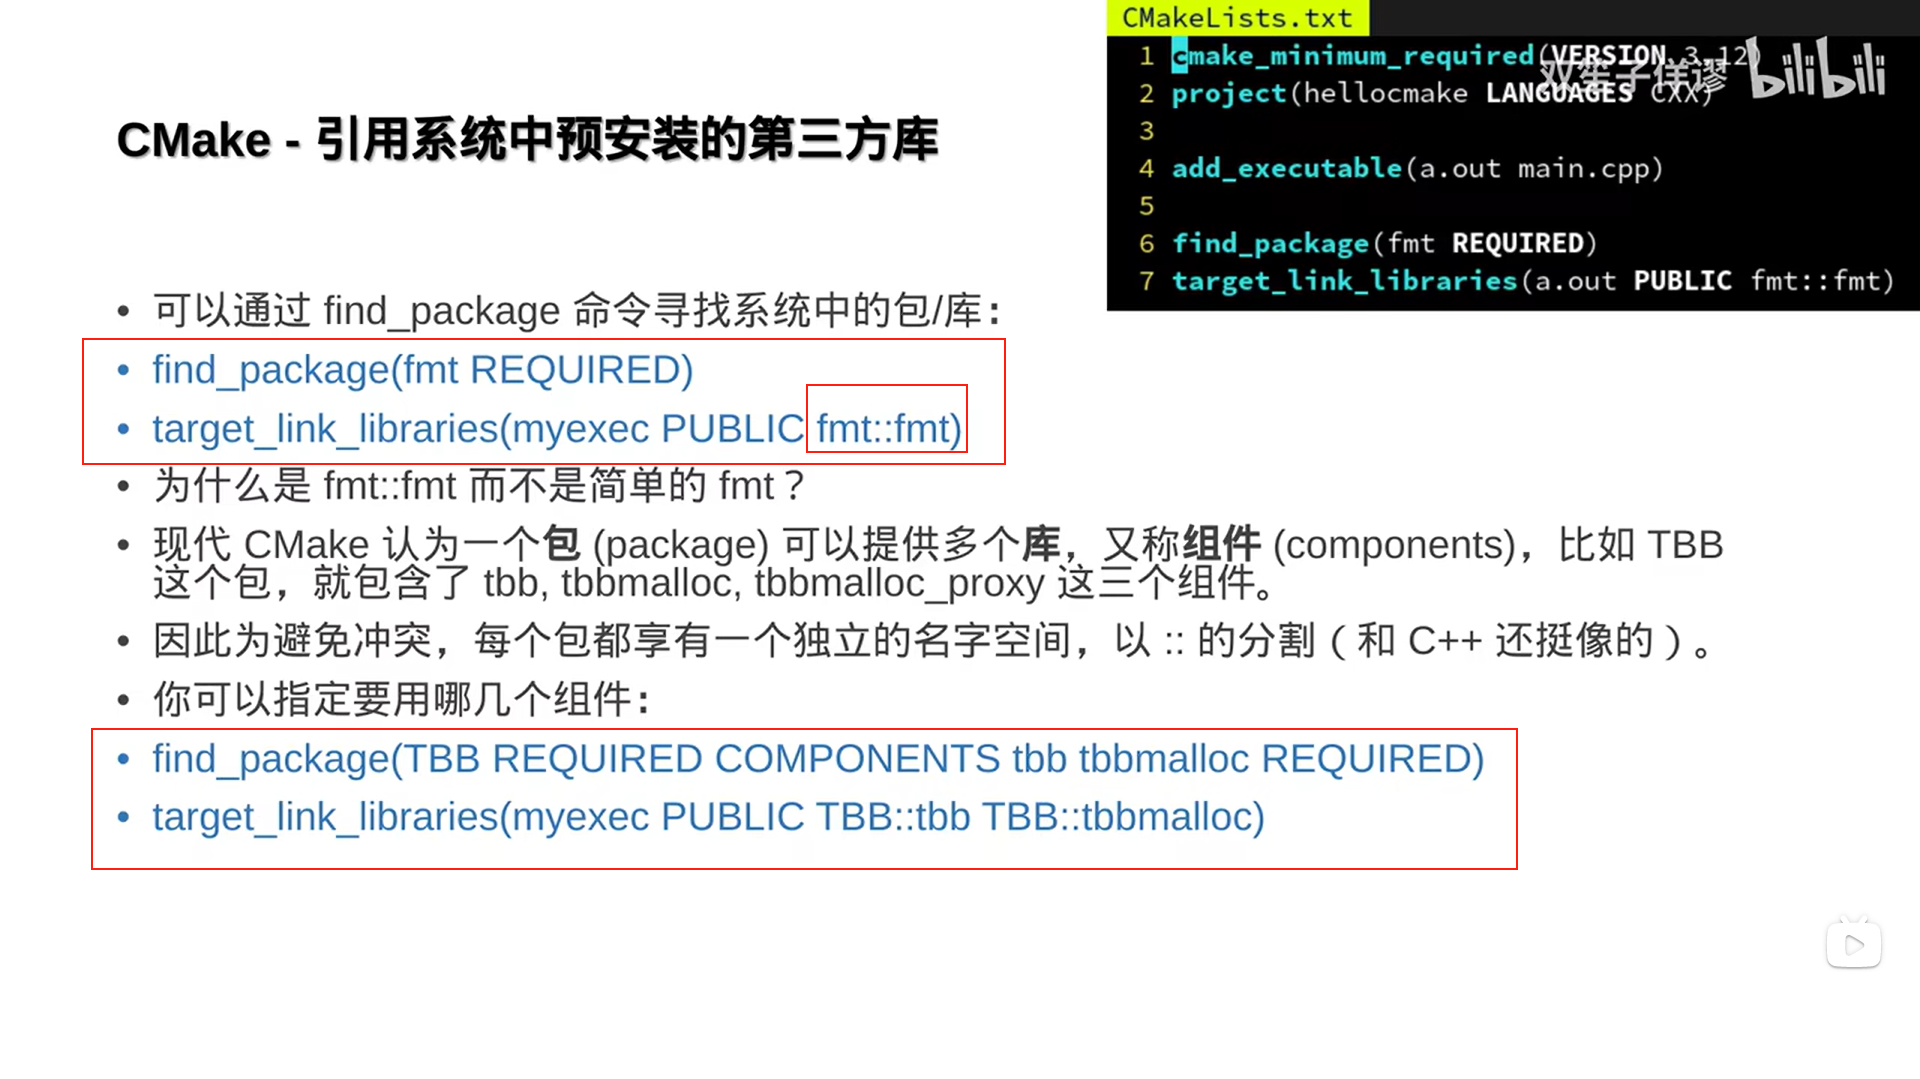 CMakeLists.txt
1 cmake_minimum_required(VERSION 3.12)
2 project(hellocmake LANGUAGES CXX)
3
4 add_executable(a.out main.cpp)
5
6 find_package(fmt REQUIRED)
7 target_link_libraries(a.out PUBLIC fmt::fmt)
双笙子佯谬 bilibili
CMake - 引用系统中预安装的第三方库
• 可以通过 find_package 命令寻找系统中的包/库：
• find_package(fmt REQUIRED)
• target_link_libraries(myexec PUBLIC fmt::fmt)
• 为什么是 fmt::fmt 而不是简单的 fmt？
• 现代 CMake 认为一个包 (package) 可以提供多个库，又称组件 (components)，比如 TBB
这个包，就包含了 tbb, tbbmalloc, tbbmalloc_proxy 这三个组件。
• 因此为避免冲突，每个包都享有一个独立的名字空间，以 :: 的分割（和 C++ 还挺像的）。
• 你可以指定要用哪几个组件：
• find_package(TBB REQUIRED COMPONENTS tbb tbbmalloc REQUIRED)
• target_link_libraries(myexec PUBLIC TBB::tbb TBB::tbbmalloc)